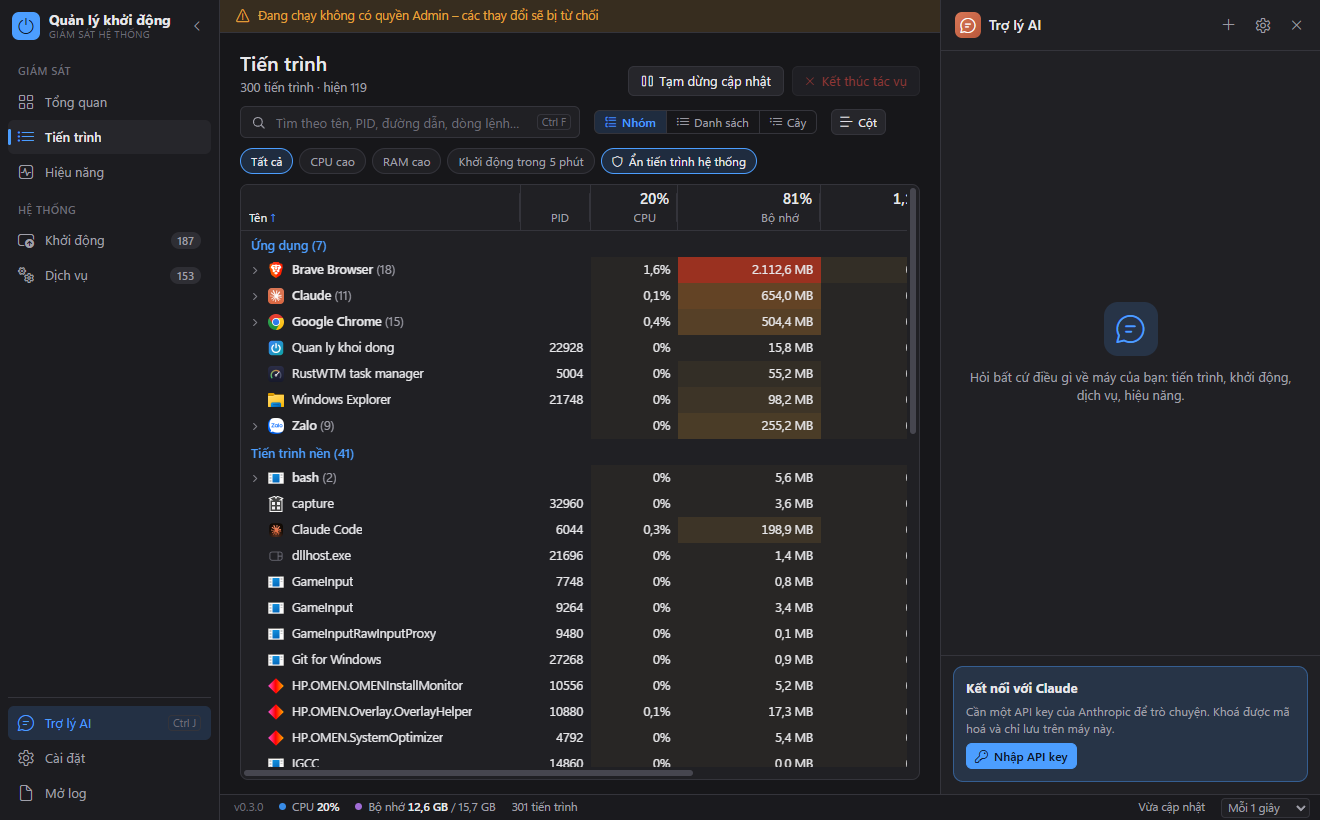 Quản lý khởi động
GIÁM SÁT HỆ THỐNG
GIÁM SÁT
Tổng quan
Tiến trình
Hiệu năng
HỆ THỐNG
Khởi động 187
Dịch vụ 153
Trợ lý AI Ctrl J
Cài đặt
Mở log
Đang chạy không có quyền Admin – các thay đổi sẽ bị từ chối
Tiến trình
300 tiến trình · hiện 119
Tạm dừng cập nhật
Kết thúc tác vụ
Tìm theo tên, PID, đường dẫn, dòng lệnh... Ctrl F
Nhóm Danh sách Cây Cột
Tất cả CPU cao RAM cao Khởi động trong 5 phút Ẩn tiến trình hệ thống
20% 81%
Tên ↑ PID CPU Bộ nhớ
Ứng dụng (7)
Brave Browser (18) 1,6% 2.112,6 MB
Claude (11) 0,1% 654,0 MB
Google Chrome (15) 0,4% 504,4 MB
Quan ly khoi dong 22928 0% 15,8 MB
RustWTM task manager 5004 0% 55,2 MB
Windows Explorer 21748 0% 98,2 MB
Zalo (9) 0% 255,2 MB
Tiến trình nền (41)
bash (2) 0% 5,6 MB
capture 32960 0% 3,6 MB
Claude Code 6044 0,3% 198,9 MB
dllhost.exe 21696 0% 1,4 MB
GameInput 7748 0% 0,8 MB
GameInput 9264 0% 3,4 MB
GameInputRawInputProxy 9480 0% 0,1 MB
Git for Windows 27268 0% 0,9 MB
HP.OMEN.OMENInstallMonitor 10556 0% 5,2 MB
HP.OMEN.Overlay.OverlayHelper 10880 0,1% 17,3 MB
HP.OMEN.SystemOptimizer 4792 0% 5,4 MB
IGCC 14860 0% 0,0 MB
v0.3.0 CPU 20% Bộ nhớ 12,6 GB / 15,7 GB 301 tiến trình
Vừa cập nhật Mỗi 1 giây
Trợ lý AI
Hỏi bất cứ điều gì về máy của bạn: tiến trình, khởi động,
dịch vụ, hiệu năng.
Kết nối với Claude
Cần một API key của Anthropic để trò chuyện. Khoá được mã
hoá và chỉ lưu trên máy này.
Nhập API key